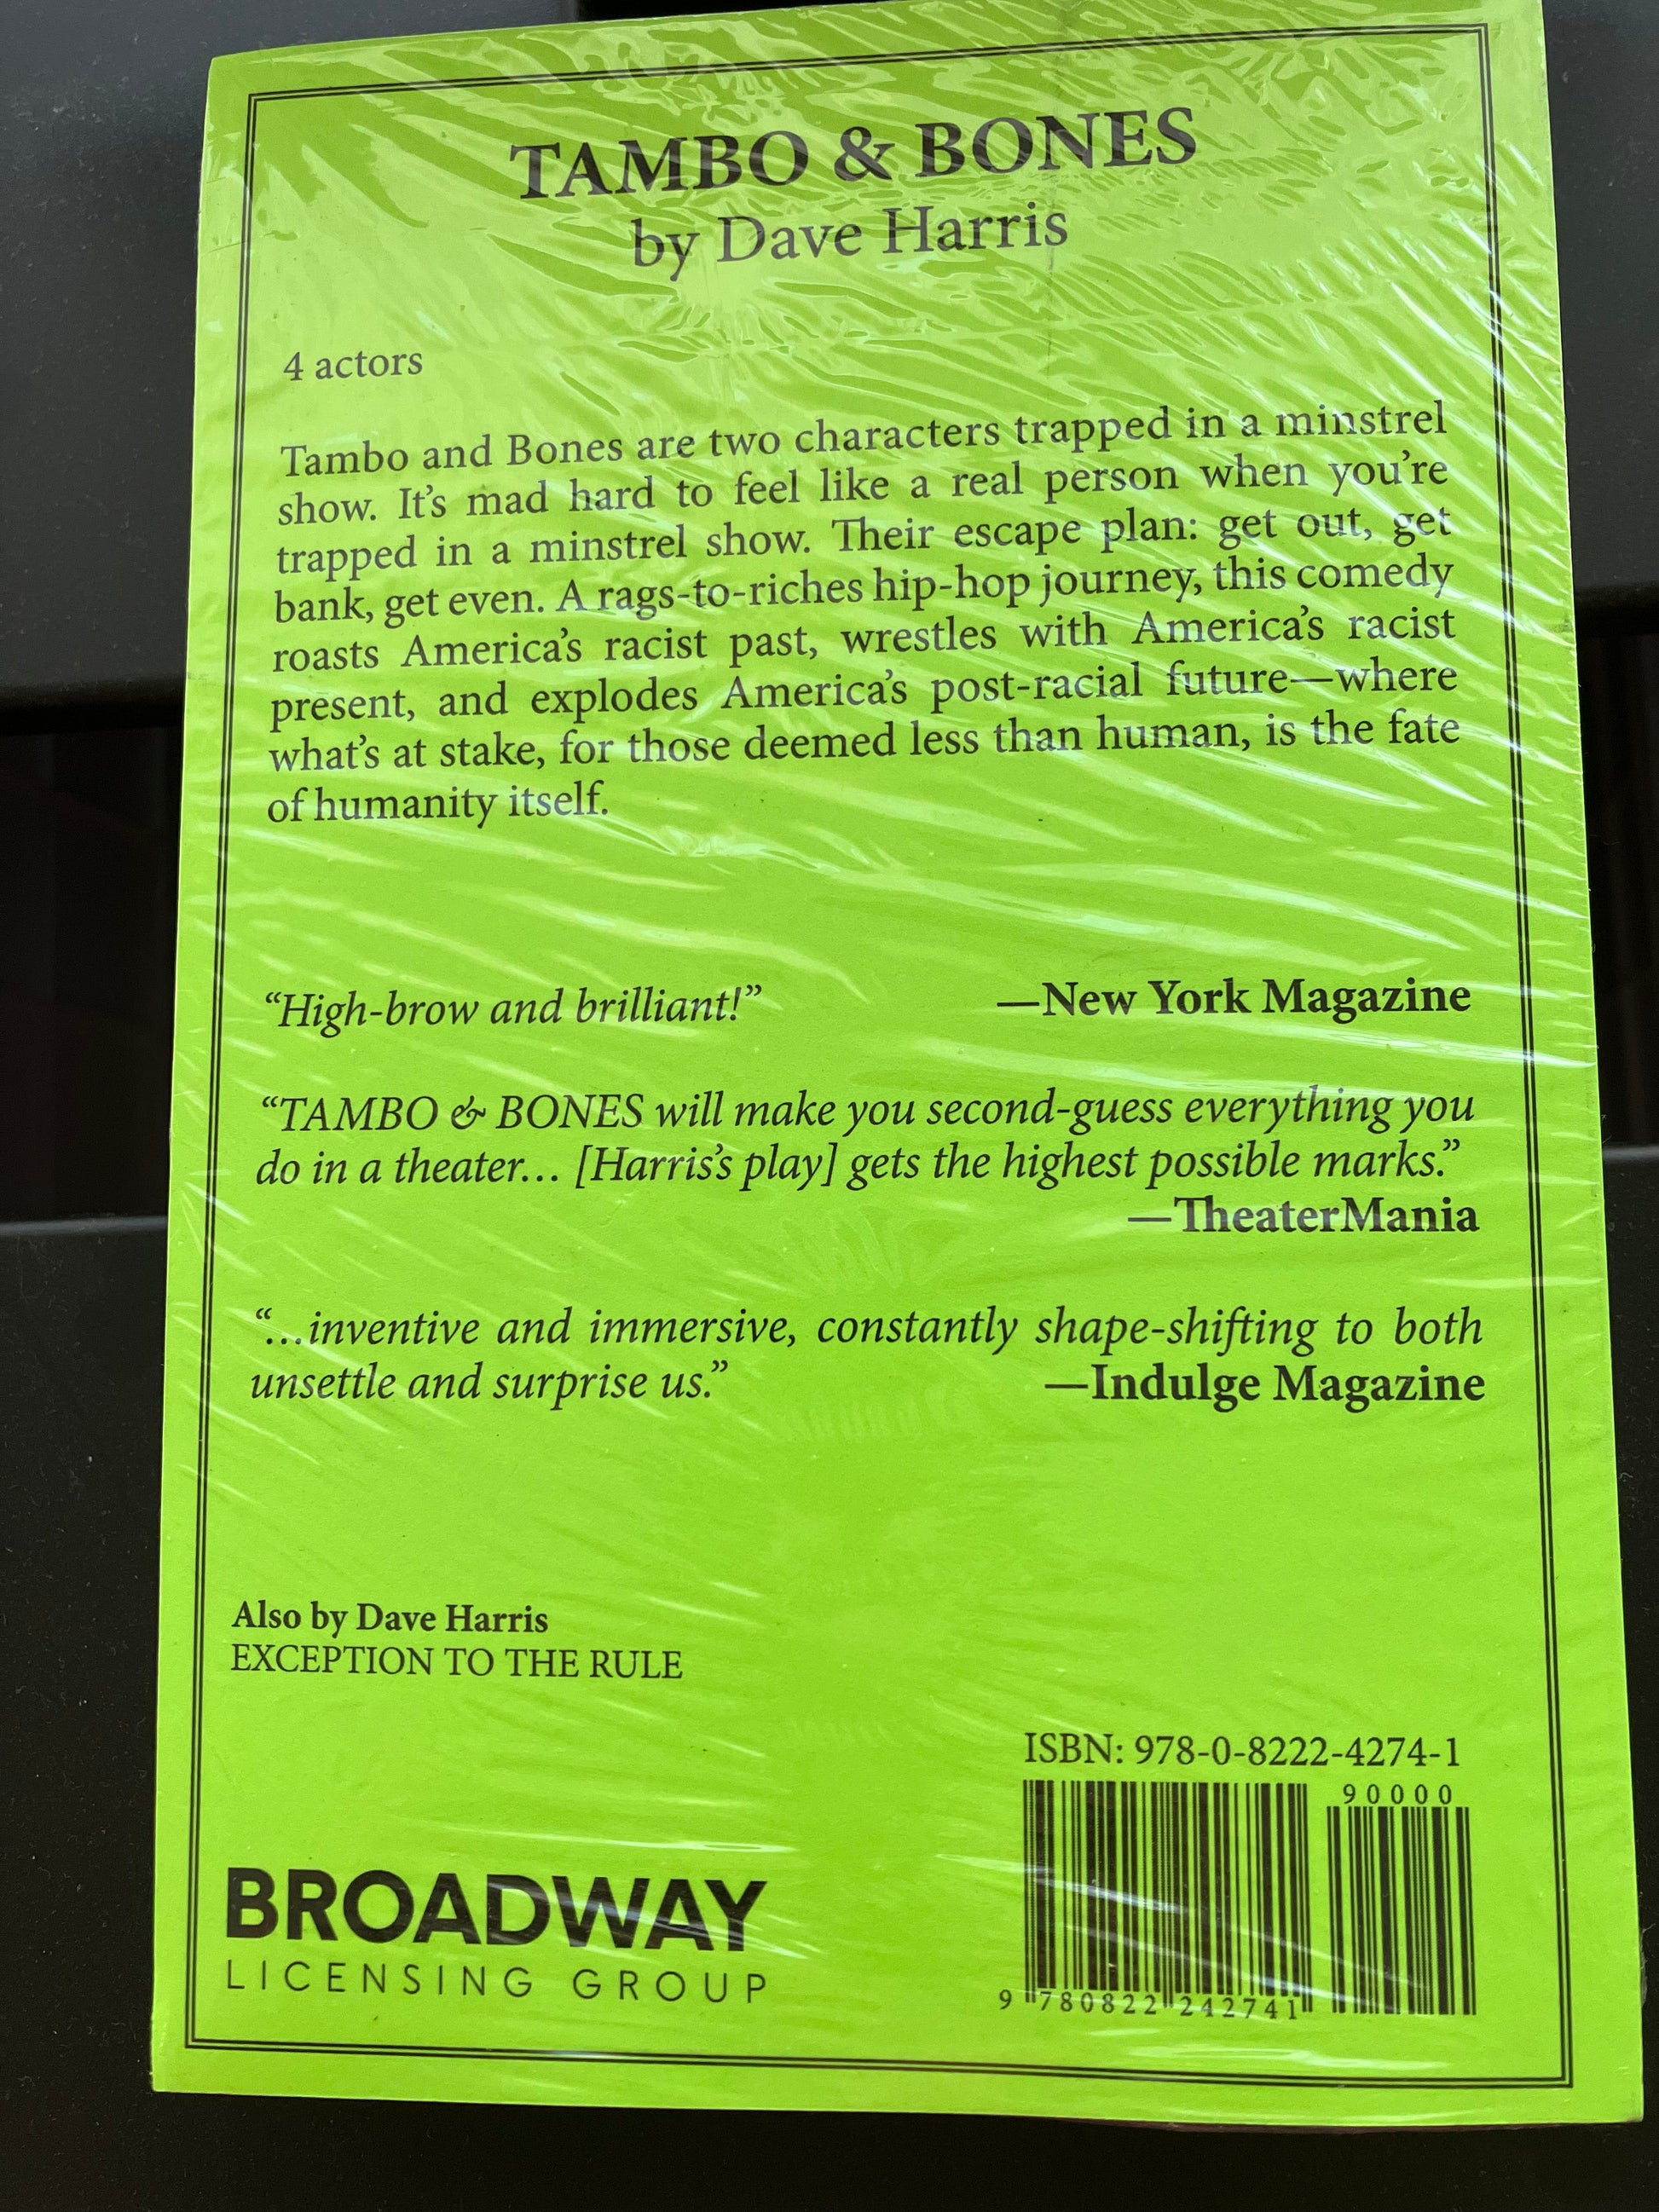 TAMBO & BONES
by Dave Harris
4 actors
Tambo and Bones are two characters trapped in a minstrel
show. It’s mad hard to feel like a real person when you’re
trapped in a minstrel show. Their escape plan: get out, get
bank, get even. A rags-to-riches hip-hop journey, this comedy
roasts America’s racist past, wrestles with America’s racist
present, and explodes America’s post-racial future—where
what’s at stake, for those deemed less than human, is the fate
of humanity itself.
“High-brow and brilliant!” —New York Magazine
“TAMBO & BONES will make you second-guess everything you
do in a theater… [Harris’s play] gets the highest possible marks.”
—TheaterMania
“…inventive and immersive, constantly shape-shifting to both
unsettle and surprise us.” —Indulge Magazine
Also by Dave Harris
EXCEPTION TO THE RULE
ISBN: 978-0-8222-4274-1
90000
9 780822 242741
BROADWAY
LICENSING GROUP